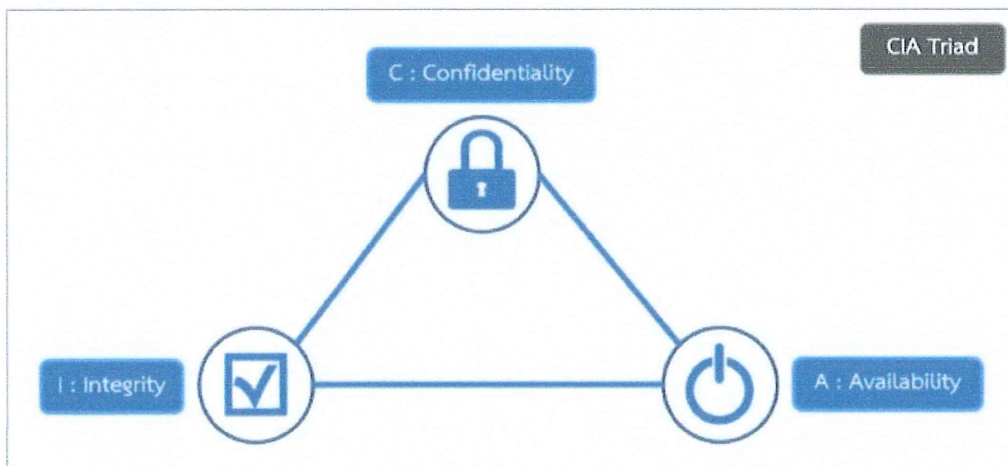 CIA Triad
C : Confidentiality
I : Integrity
A : Availability